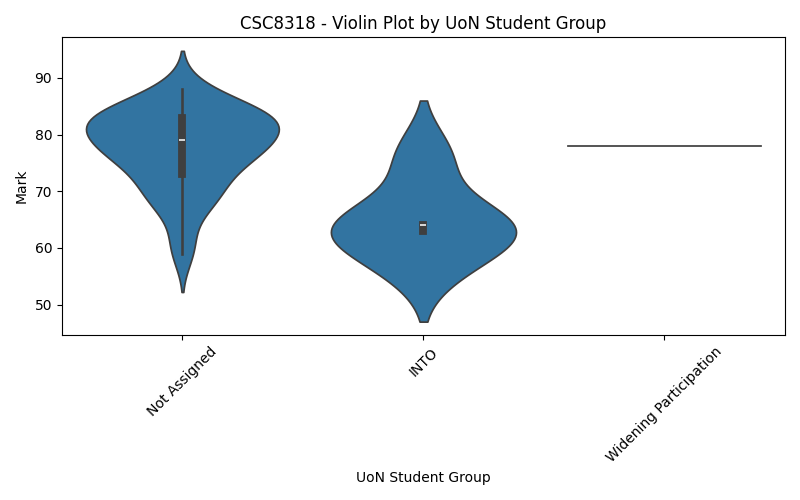 CSC8318 - Violin Plot by UoN Student Group
Mark
90
80
70
60
50
Not Assigned
INTO
Widening Participation
UoN Student Group